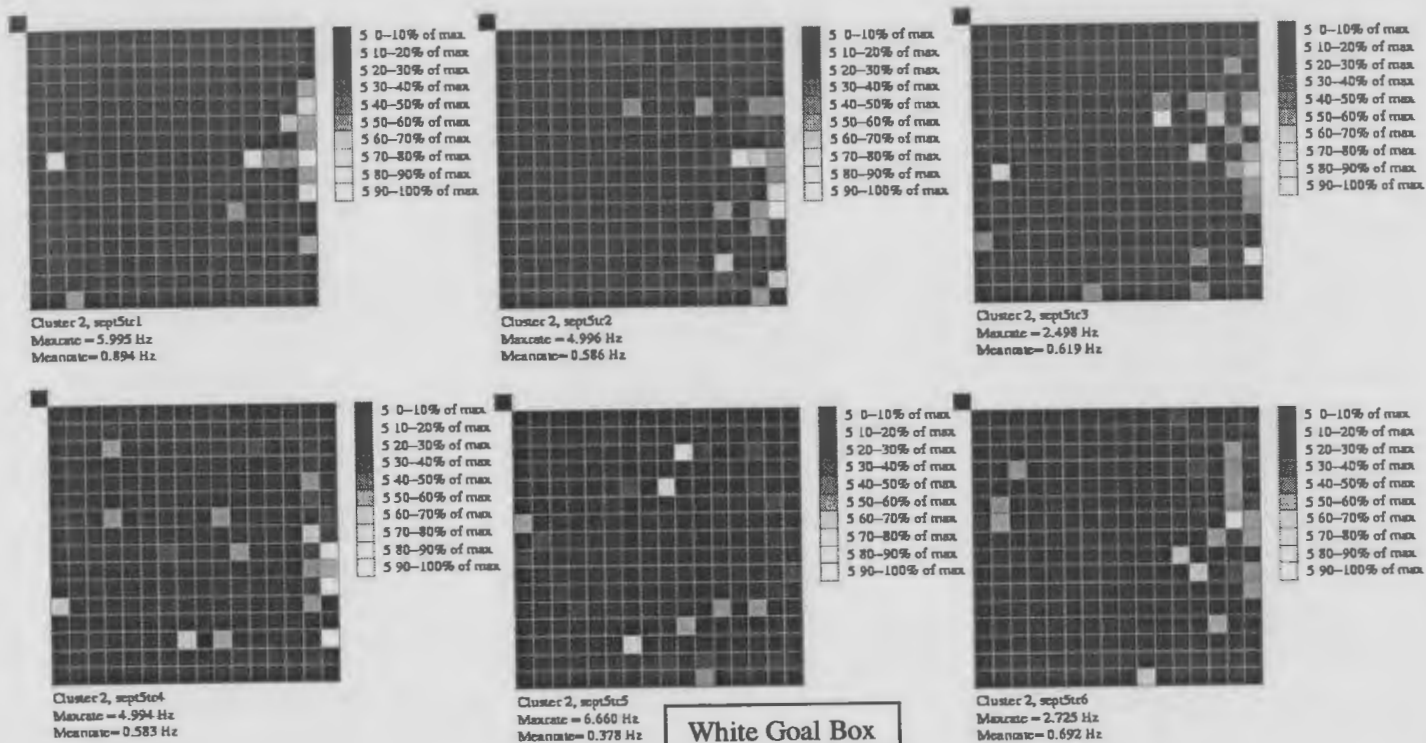 5 0–10% of max
5 10–20% of max
5 20–30% of max
5 30–40% of max
5 40–50% of max
5 50–60% of max
5 60–70% of max
5 70–80% of max
5 80–90% of max
5 90–100% of max
Cluster 2, sept5tr1
Maxrate = 5.995 Hz
Meanrate= 0.894 Hz
5 0–10% of max
5 10–20% of max
5 20–30% of max
5 30–40% of max
5 40–50% of max
5 50–60% of max
5 60–70% of max
5 70–80% of max
5 80–90% of max
5 90–100% of max
Cluster 2, sept5tr2
Maxrate = 4.996 Hz
Meanrate= 0.586 Hz
5 0–10% of max
5 10–20% of max
5 20–30% of max
5 30–40% of max
5 40–50% of max
5 50–60% of max
5 60–70% of max
5 70–80% of max
5 80–90% of max
5 90–100% of max
Cluster 2, sept5tr3
Maxrate = 2.498 Hz
Meanrate= 0.619 Hz
5 0–10% of max
5 10–20% of max
5 20–30% of max
5 30–40% of max
5 40–50% of max
5 50–60% of max
5 60–70% of max
5 70–80% of max
5 80–90% of max
5 90–100% of max
Cluster 2, sept5tr4
Maxrate = 4.994 Hz
Meanrate= 0.583 Hz
5 0–10% of max
5 10–20% of max
5 20–30% of max
5 30–40% of max
5 40–50% of max
5 50–60% of max
5 60–70% of max
5 70–80% of max
5 80–90% of max
5 90–100% of max
Cluster 2, sept5tr5
Maxrate = 6.660 Hz
Meanrate= 0.378 Hz
5 0–10% of max
5 10–20% of max
5 20–30% of max
5 30–40% of max
5 40–50% of max
5 50–60% of max
5 60–70% of max
5 70–80% of max
5 80–90% of max
5 90–100% of max
Cluster 2, sept5tr6
Maxrate = 2.725 Hz
Meanrate= 0.692 Hz
White Goal Box